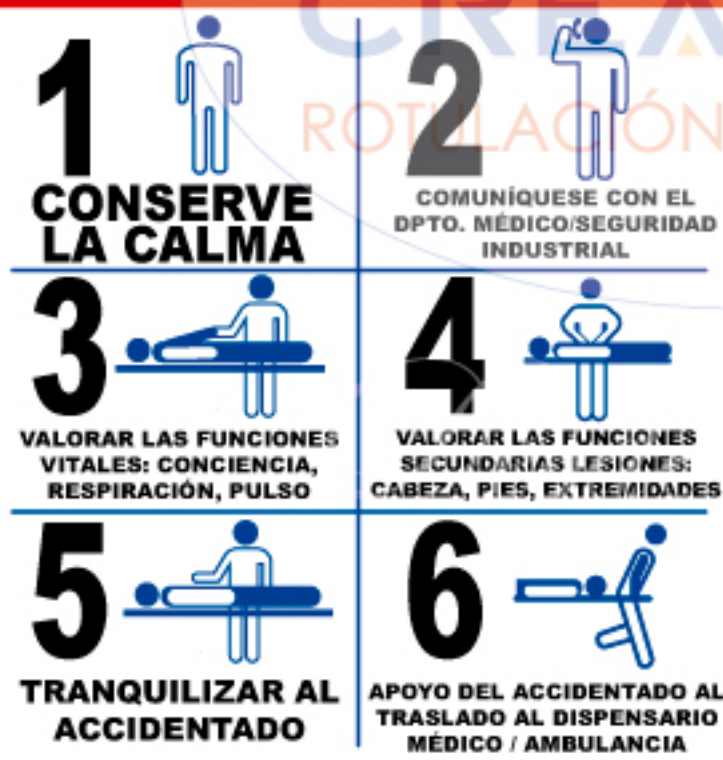 CREA
ROTULACIÓN
1
CONSERVE
LA CALMA
2
COMUNÍQUESE CON EL
DPTO. MÉDICO/SEGURIDAD
INDUSTRIAL
3
VALORAR LAS FUNCIONES
VITALES: CONCIENCIA,
RESPIRACIÓN, PULSO
4
VALORAR LAS FUNCIONES
SECUNDARIAS LESIONES:
CABEZA, PIES, EXTREMIDADES
5
TRANQUILIZAR AL
ACCIDENTADO
6
APOYO DEL ACCIDENTADO AL
TRASLADO AL DISPENSARIO
MÉDICO / AMBULANCIA